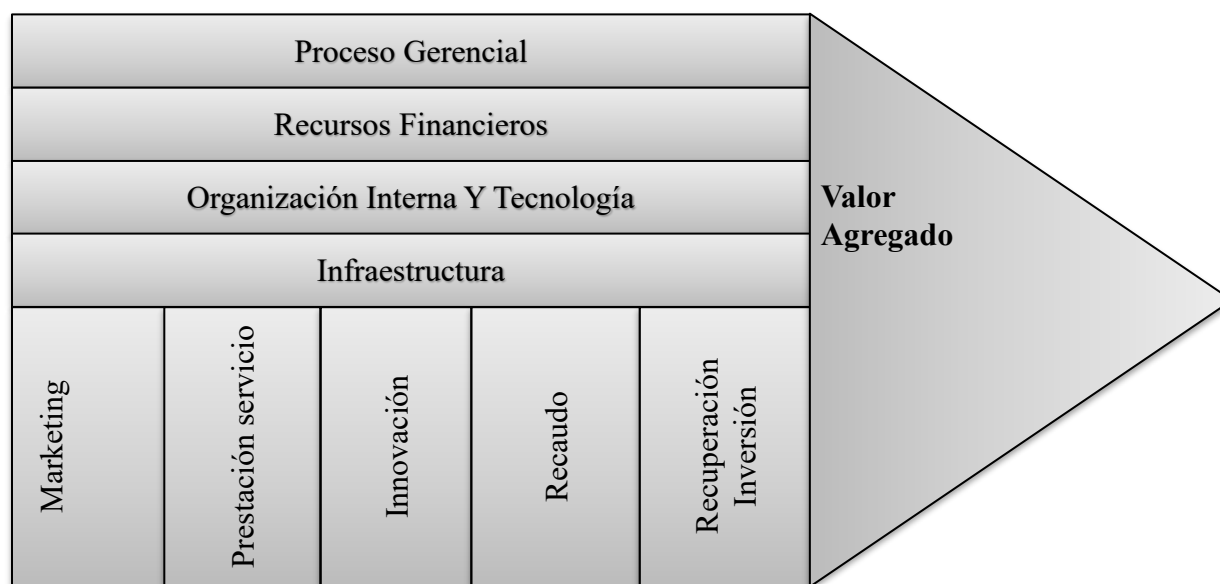 Proceso Gerencial
Recursos Financieros
Organización Interna Y Tecnología
Infraestructura
Valor
Agregado
Marketing
Prestación servicio
Innovación
Recaudo
Recuperación
Inversión